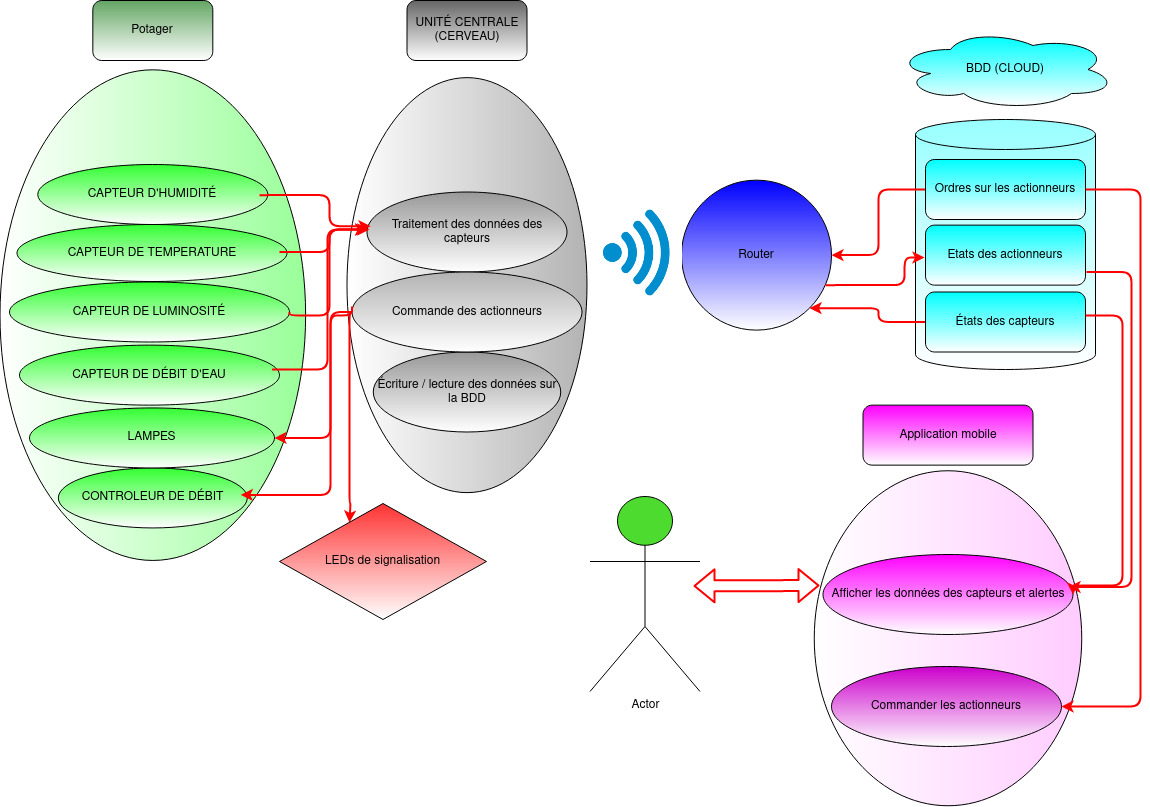 Potager
CAPTEUR D'HUMIDITÉ
CAPTEUR DE TEMPERATURE
CAPTEUR DE LUMINOSITÉ
CAPTEUR DE DÉBIT D'EAU
LAMPES
CONTROLEUR DE DÉBIT
UNITÉ CENTRALE
(CERVEAU)
Traitement des données des
capteurs
Commande des actionneurs
Écriture / lecture des données sur
la BDD
LEDs de signalisation
Router
BDD (CLOUD)
Ordres sur les actionneurs
Etats des actionneurs
États des capteurs
Application mobile
Afficher les données des capteurs et alertes
Commander les actionneurs
Actor